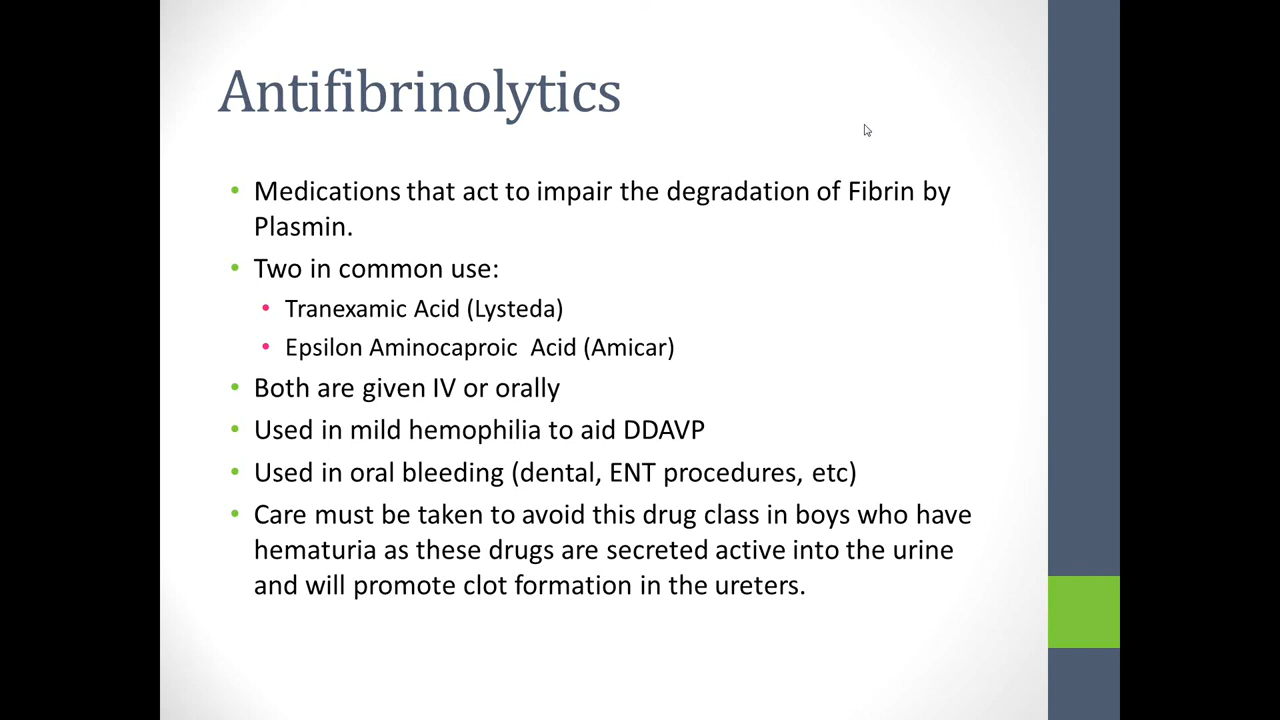 Antifibrinolytics
• Medications that act to impair the degradation of Fibrin by
Plasmin.
• Two in common use:
• Tranexamic Acid (Lysteda)
• Epsilon Aminocaproic  Acid (Amicar)
• Both are given IV or orally
• Used in mild hemophilia to aid DDAVP
• Used in oral bleeding (dental, ENT procedures, etc)
• Care must be taken to avoid this drug class in boys who have
hematuria as these drugs are secreted active into the urine
and will promote clot formation in the ureters.